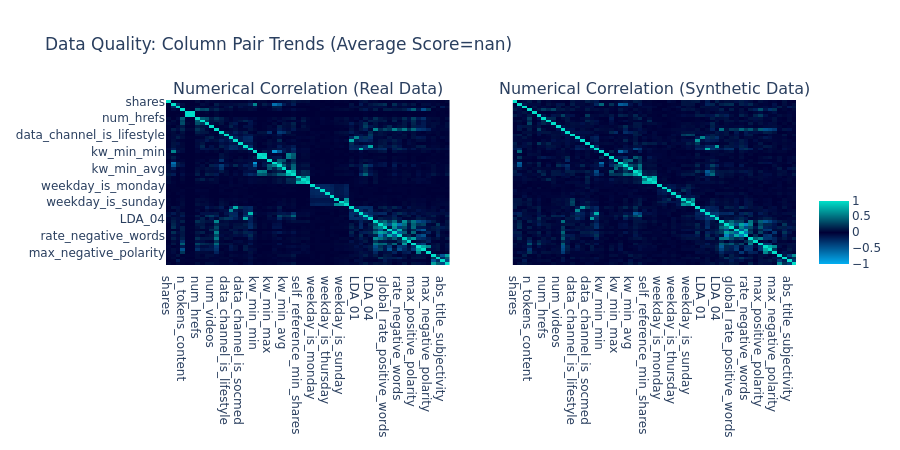 Data Quality: Column Pair Trends (Average Score=nan)
Numerical Correlation (Real Data)
Numerical Correlation (Synthetic Data)
shares
num_hrefs
data_channel_is_lifestyle
kw_min_min
kw_min_avg
weekday_is_monday
weekday_is_sunday
LDA_04
rate_negative_words
max_negative_polarity
shares
n_tokens_content
num_hrefs
num_videos
data_channel_is_lifestyle
data_channel_is_socmed
kw_min_min
kw_min_max
kw_min_avg
self_reference_min_shares
weekday_is_monday
weekday_is_thursday
weekday_is_sunday
LDA_01
LDA_04
global_rate_positive_words
rate_negative_words
max_positive_polarity
max_negative_polarity
abs_title_subjectivity
shares
n_tokens_content
num_hrefs
num_videos
data_channel_is_lifestyle
data_channel_is_socmed
kw_min_min
kw_min_max
kw_min_avg
self_reference_min_shares
weekday_is_monday
weekday_is_thursday
weekday_is_sunday
LDA_01
LDA_04
global_rate_positive_words
rate_negative_words
max_positive_polarity
max_negative_polarity
abs_title_subjectivity
1
0.5
0
−0.5
−1